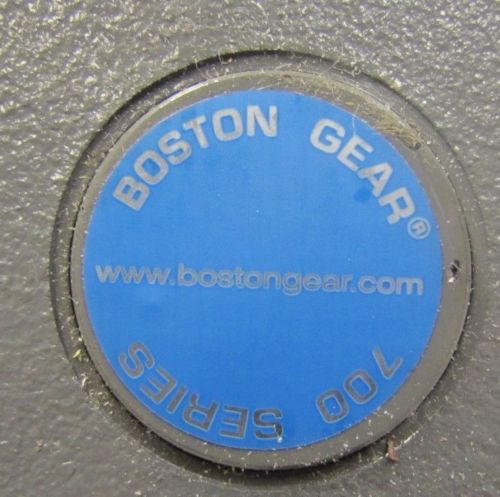 BOSTON GEAR®
www.bostongear.com
700 SERIES